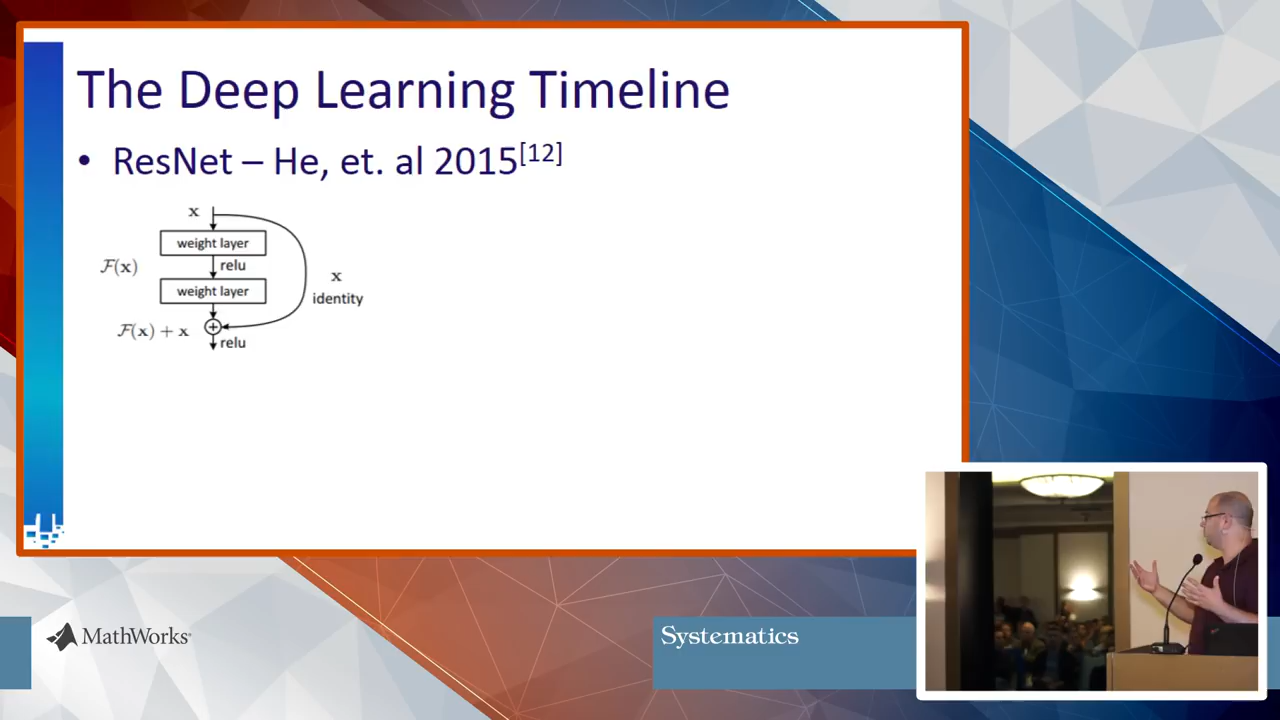 The Deep Learning Timeline
• ResNet – He, et. al 2015[12]
x
weight layer
F(x)
relu
weight layer
x
identity
F(x) + x
+
relu
MathWorks®
Systematics